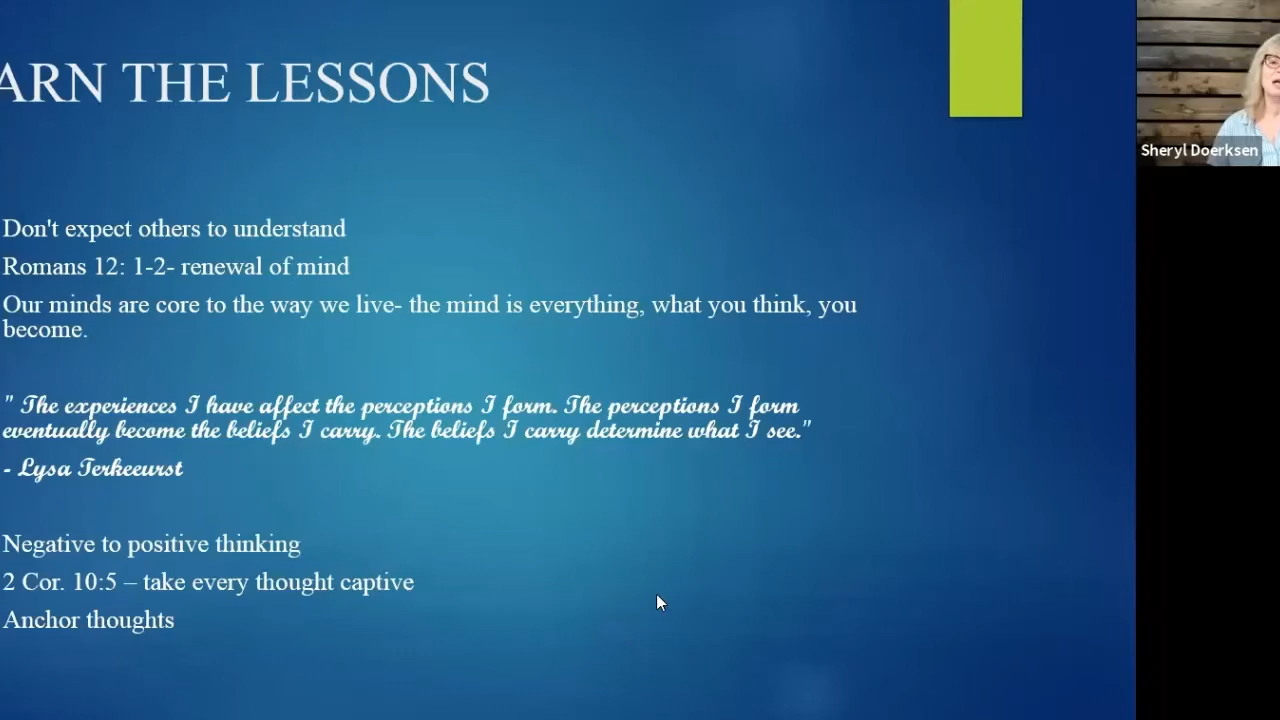 ARN THE LESSONS
Sheryl Doerksen
Don't expect others to understand
Romans 12: 1-2- renewal of mind
Our minds are core to the way we live- the mind is everything, what you think, you
become.
" The experiences I have affect the perceptions I form. The perceptions I form
eventually become the beliefs I carry. The beliefs I carry determine what I see."
- Lysa Terkeeurst
Negative to positive thinking
2 Cor. 10:5 – take every thought captive
Anchor thoughts